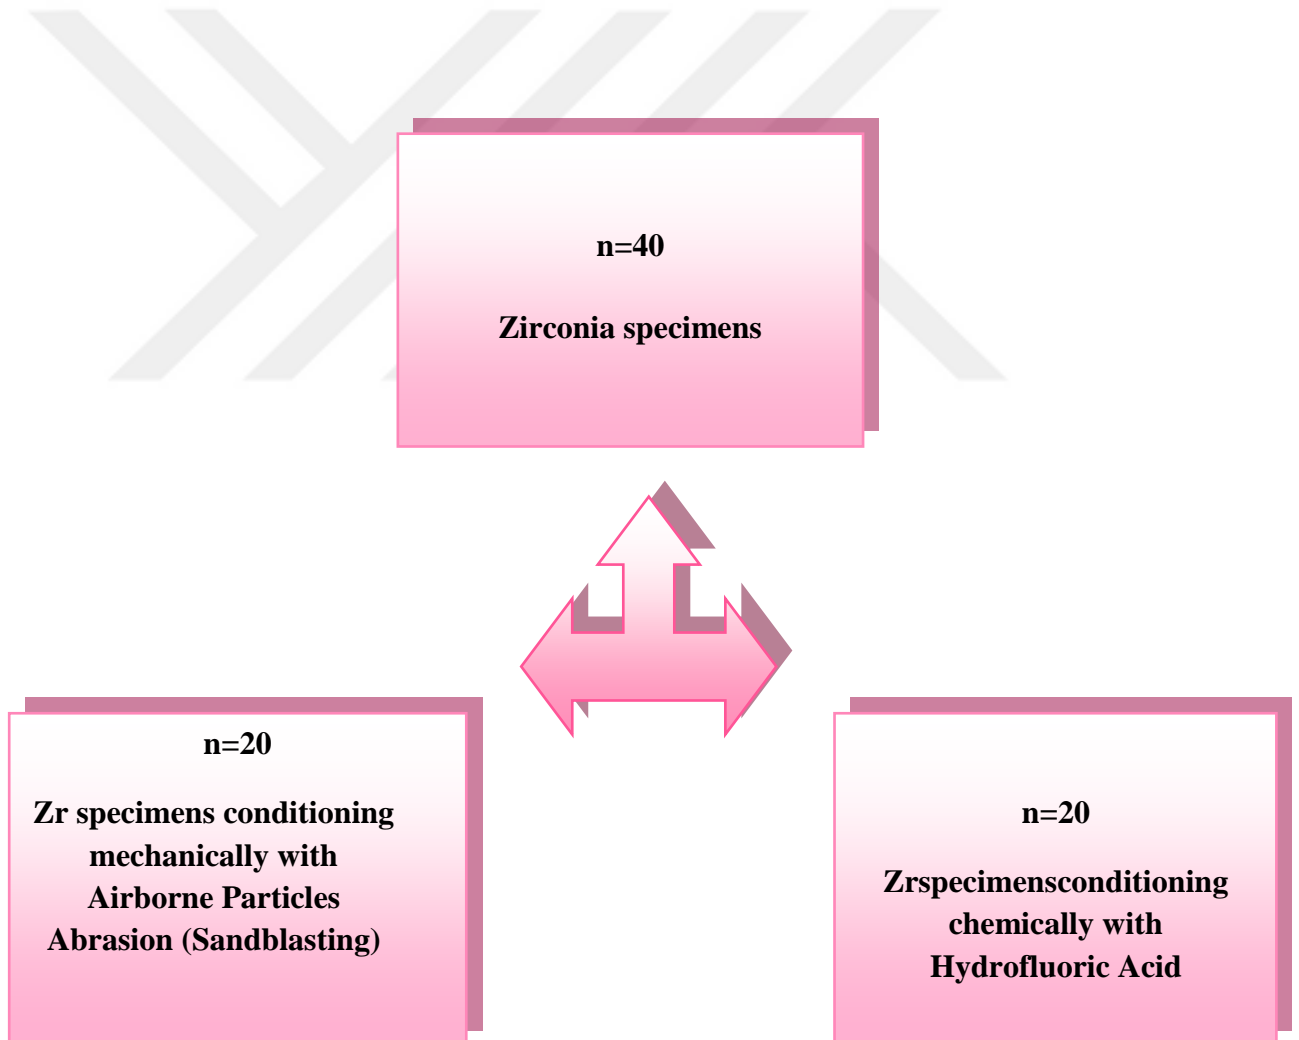 n=40
Zirconia specimens
n=20
Zr specimens conditioning
mechanically with
Airborne Particles
Abrasion (Sandblasting)
n=20
Zrspecimensconditioning
chemically with
Hydrofluoric Acid